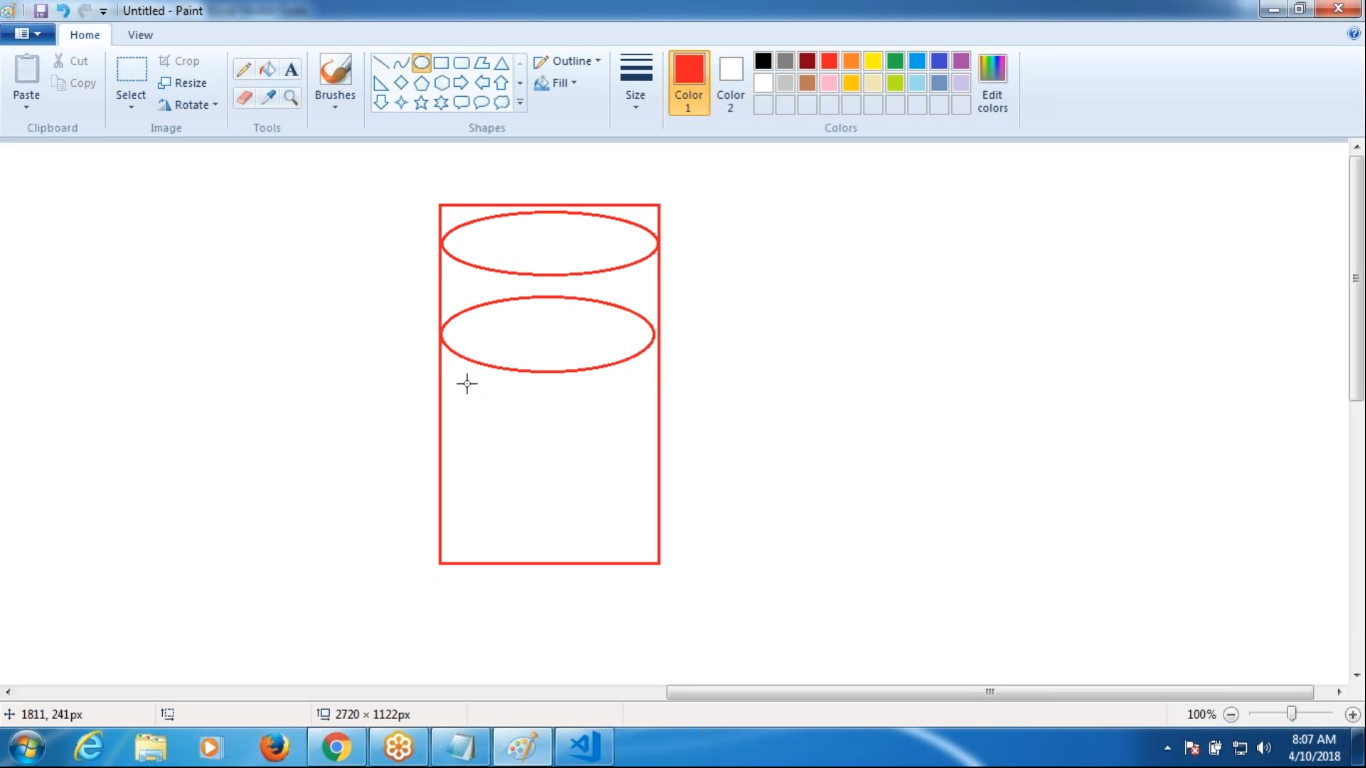 Untitled - Paint
Home View
Paste
Cut
Copy
Clipboard
Select
Crop
Resize
Rotate
Image
Tools
Brushes
Outline
Fill
Shapes
Size
Color 1
Color 2
Edit colors
Colors
1811, 241px
2720 × 1122px
100%
8:07 AM
4/10/2018